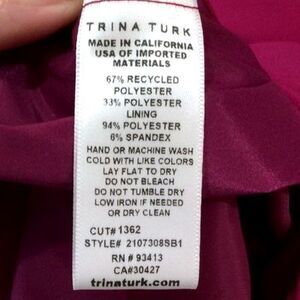 TRINA TURK
MADE IN CALIFORNIA
USA OF IMPORTED
MATERIALS
67% RECYCLED
POLYESTER
33% POLYESTER
LINING
94% POLYESTER
6% SPANDEX
HAND OR MACHINE WASH
COLD WITH LIKE COLORS
LAY FLAT TO DRY
DO NOT BLEACH
DO NOT TUMBLE DRY
LOW IRON IF NEEDED
OR DRY CLEAN
CUT# 1362
STYLE# 2107308SB1
RN # 93413
CA#30427
trinaturk.com